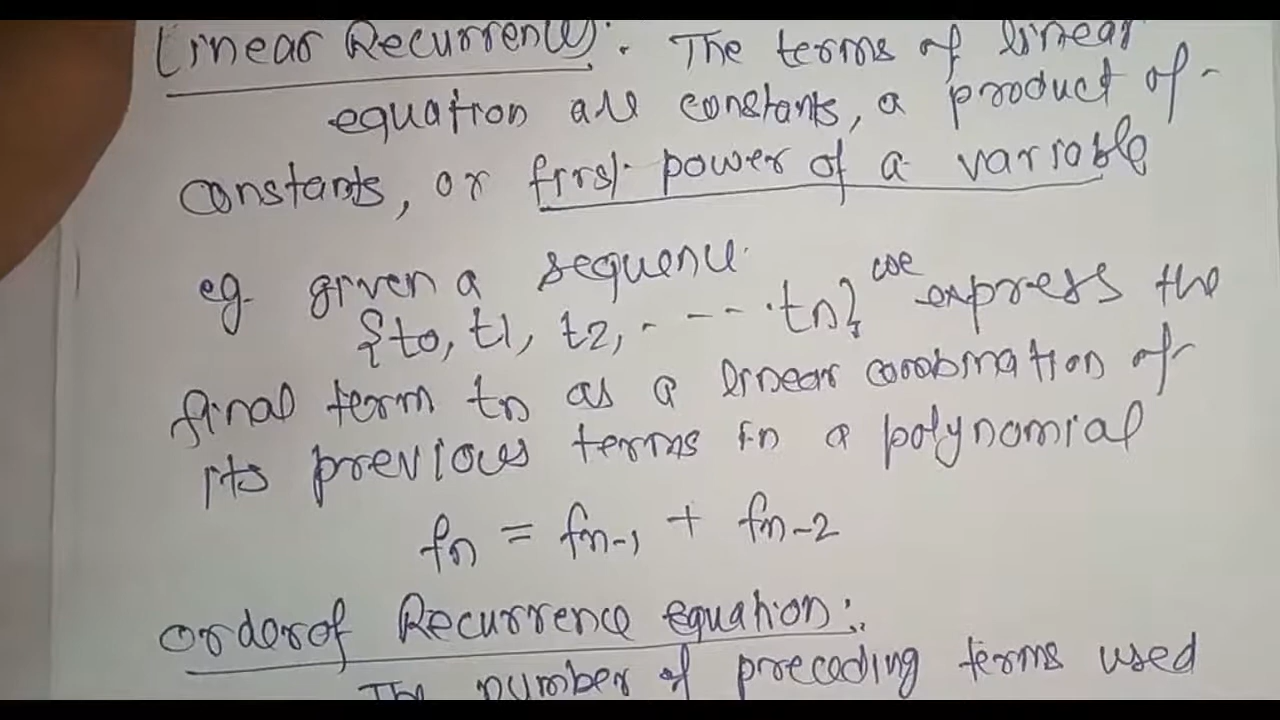 Linear Recurrence: The terms of linear
equation are constants, a product of
constants, or first power of a variable
eg. given a sequence
{t0, t1, t2, - --- . tn} we express the
final term tn as a linear combination of
its previous terms in a polynomial
fn = fn-1 + fn-2
Order of Recurrence equation:
The number of preceding terms used